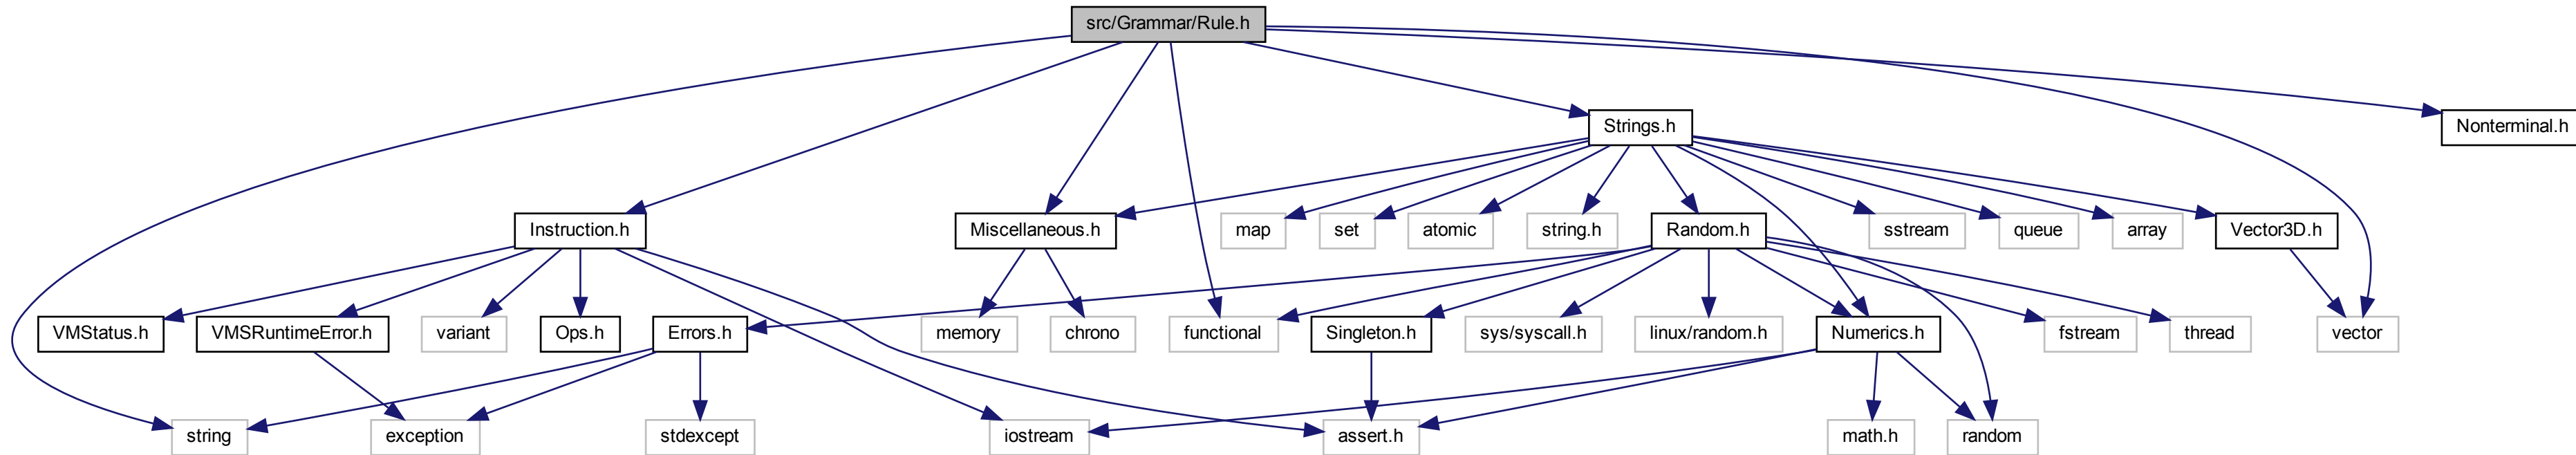 src/Grammar/Rule.h
Strings.h
Nonterminal.h
Instruction.h
Miscellaneous.h
map
set
atomic
string.h
Random.h
sstream
queue
array
Vector3D.h
VMStatus.h
VMSRuntimeError.h
variant
Ops.h
Errors.h
memory
chrono
functional
Singleton.h
sys/syscall.h
linux/random.h
Numerics.h
fstream
thread
vector
string
exception
stdexcept
iostream
assert.h
math.h
random